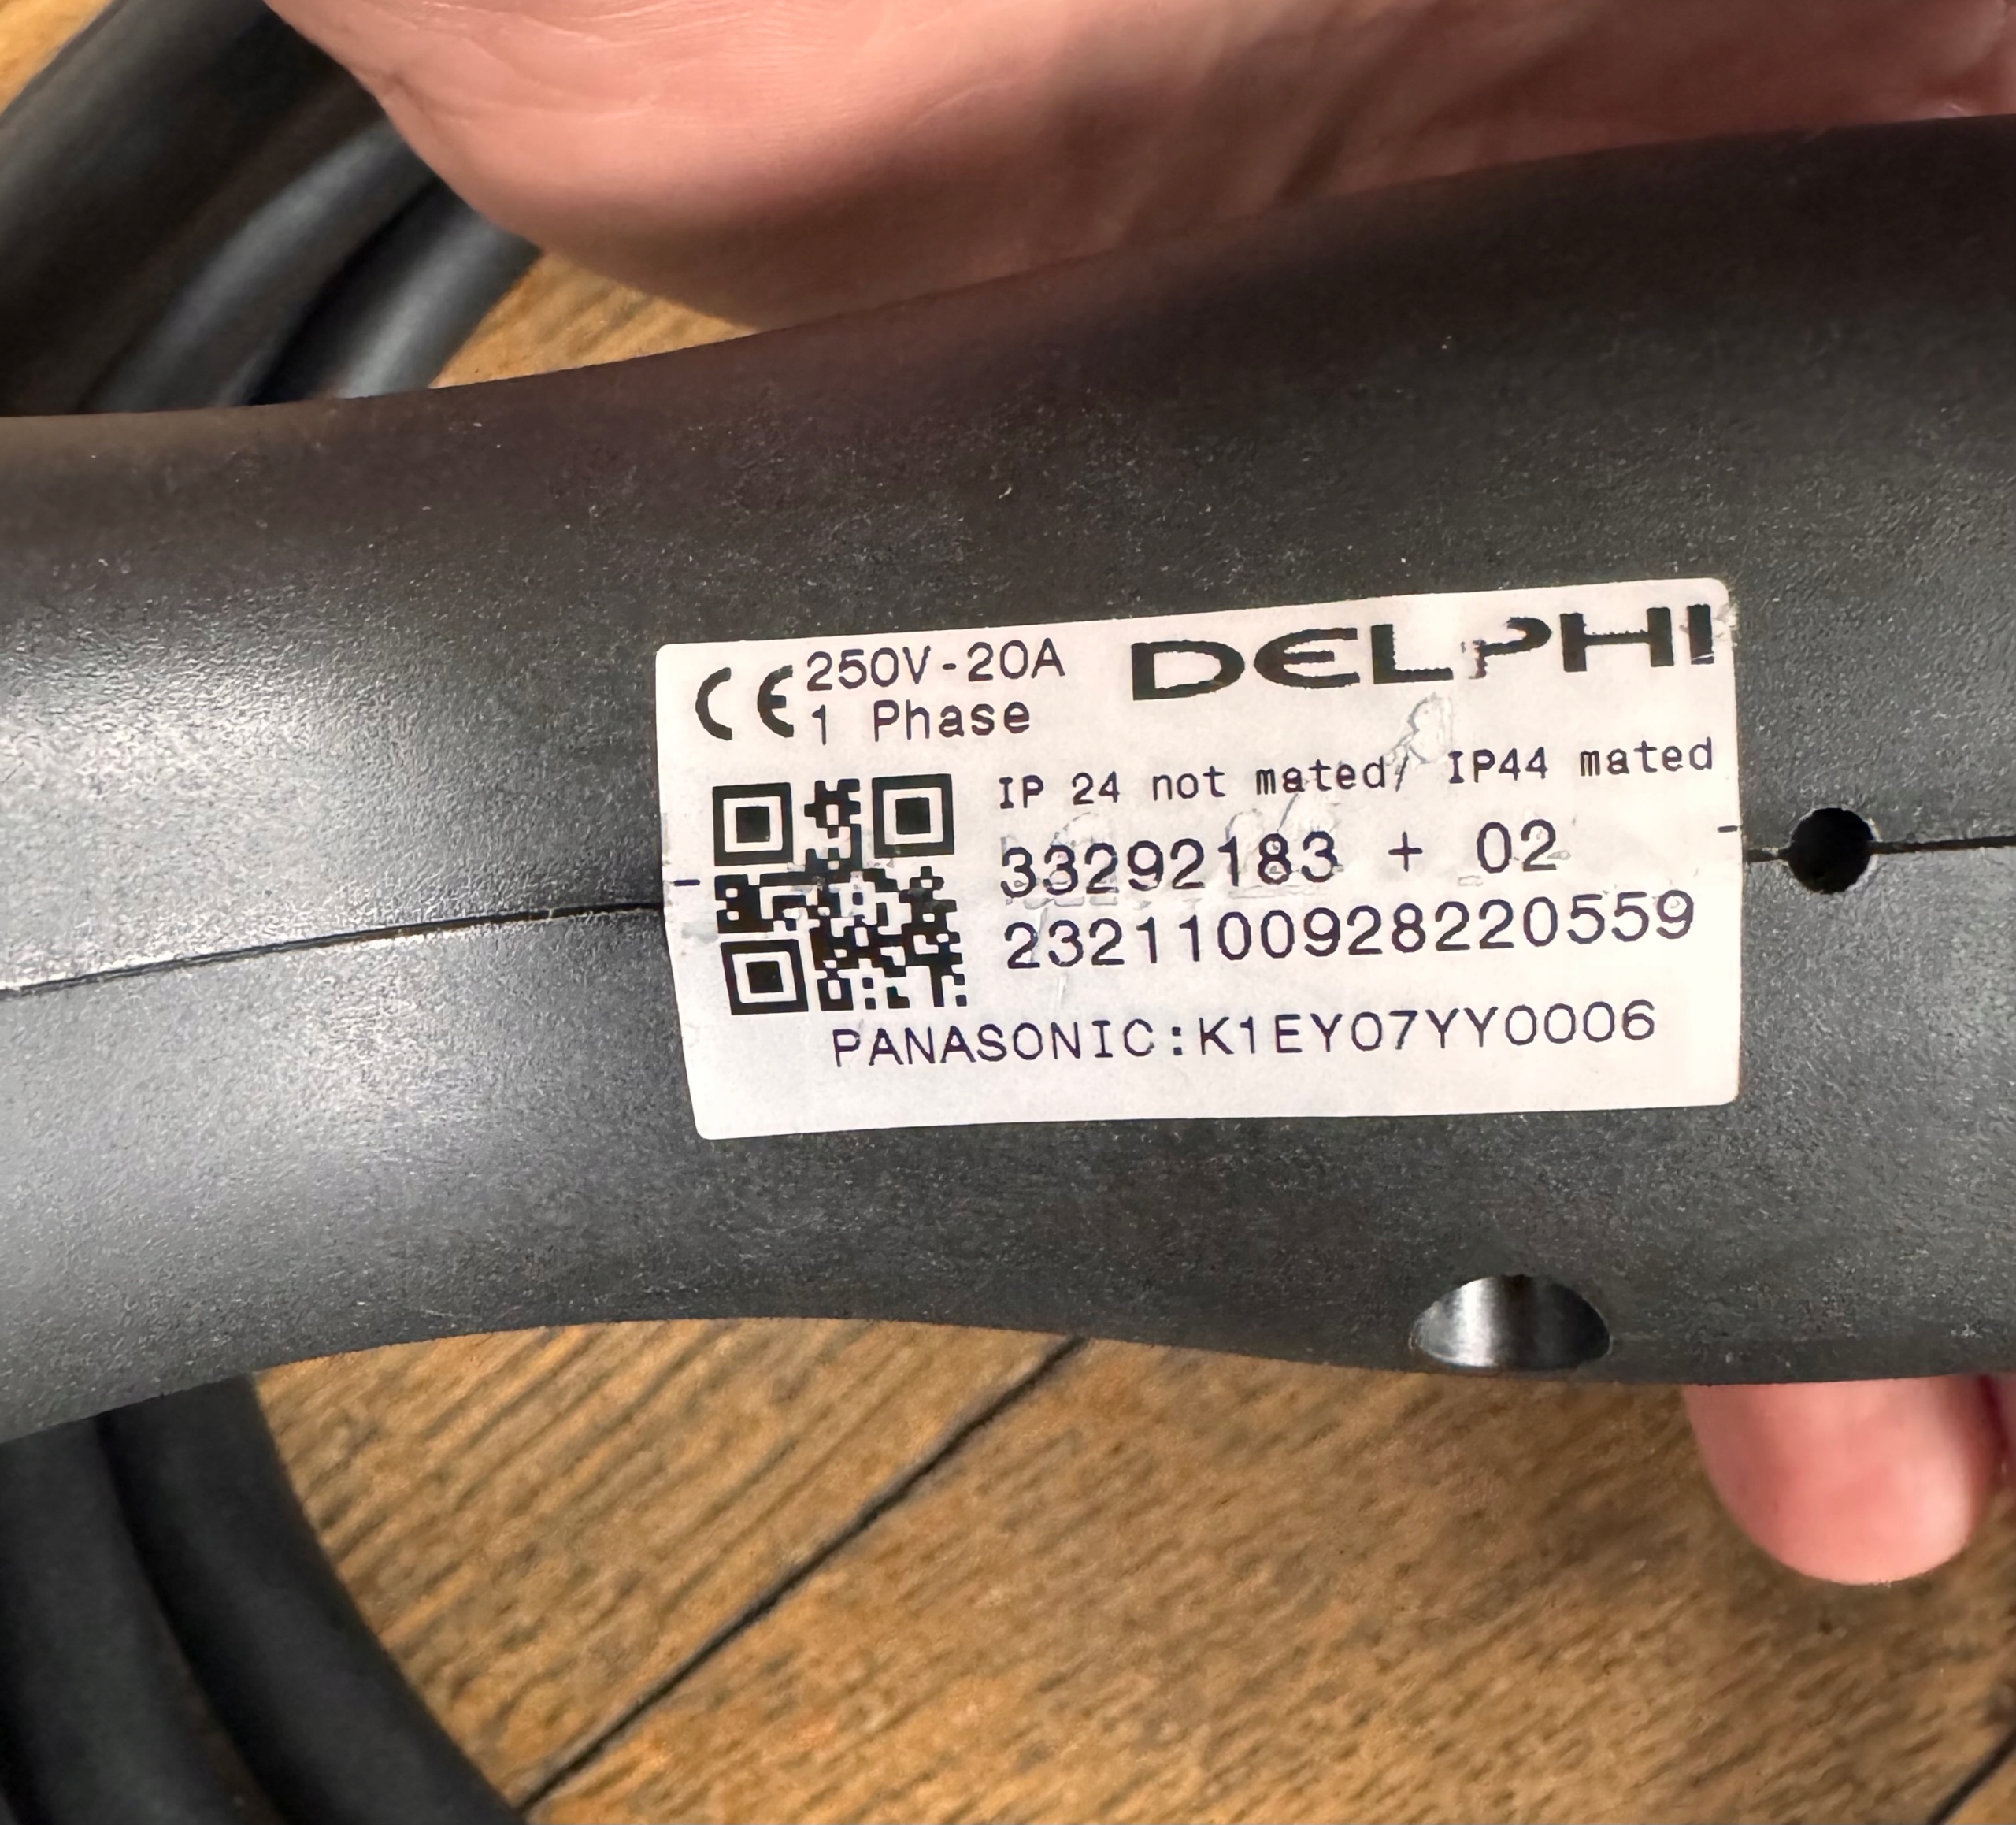 CE 250V-20A DELPHI
1 Phase
IP 24 not mated/ IP44 mated
33292183 + 02
2321100928220559
PANASONIC:K1EY07YY0006